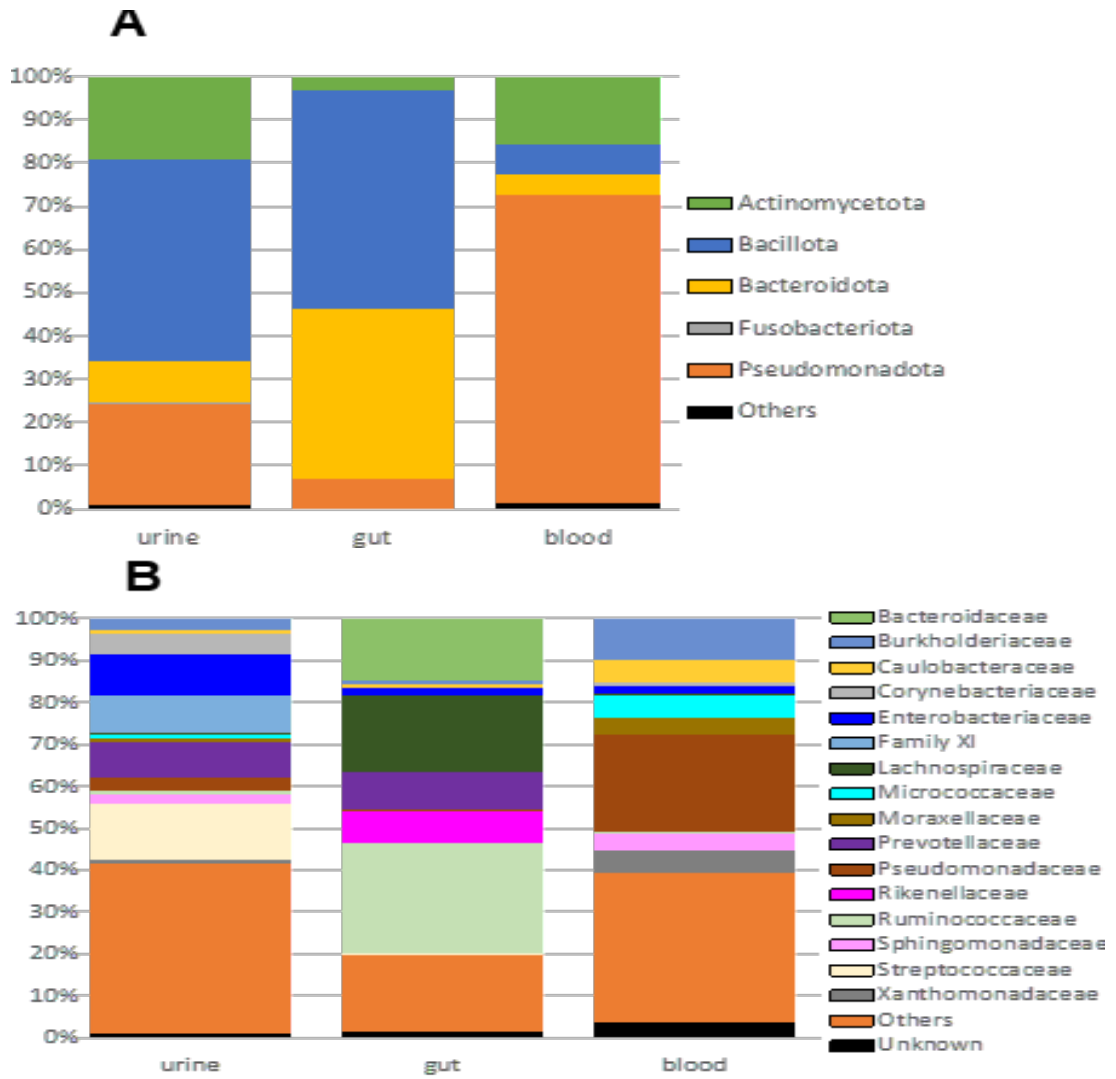 A
100%
90%
80%
70%
60%
50%
40%
30%
20%
10%
0%
urine gut blood
Actinomycetota
Bacillota
Bacteroidota
Fusobacteriota
Pseudomonadota
Others
B
100%
90%
80%
70%
60%
50%
40%
30%
20%
10%
0%
urine gut blood
Bacteroidaceae
Burkholderiaceae
Caulobacteraceae
Corynebacteriaceae
Enterobacteriaceae
Family XI
Lachnospiraceae
Micrococcaceae
Moraxellaceae
Prevotellaceae
Pseudomonadaceae
Rikenellaceae
Ruminococcaceae
Sphingomonadaceae
Streptococcaceae
Xanthomonadaceae
Others
Unknown